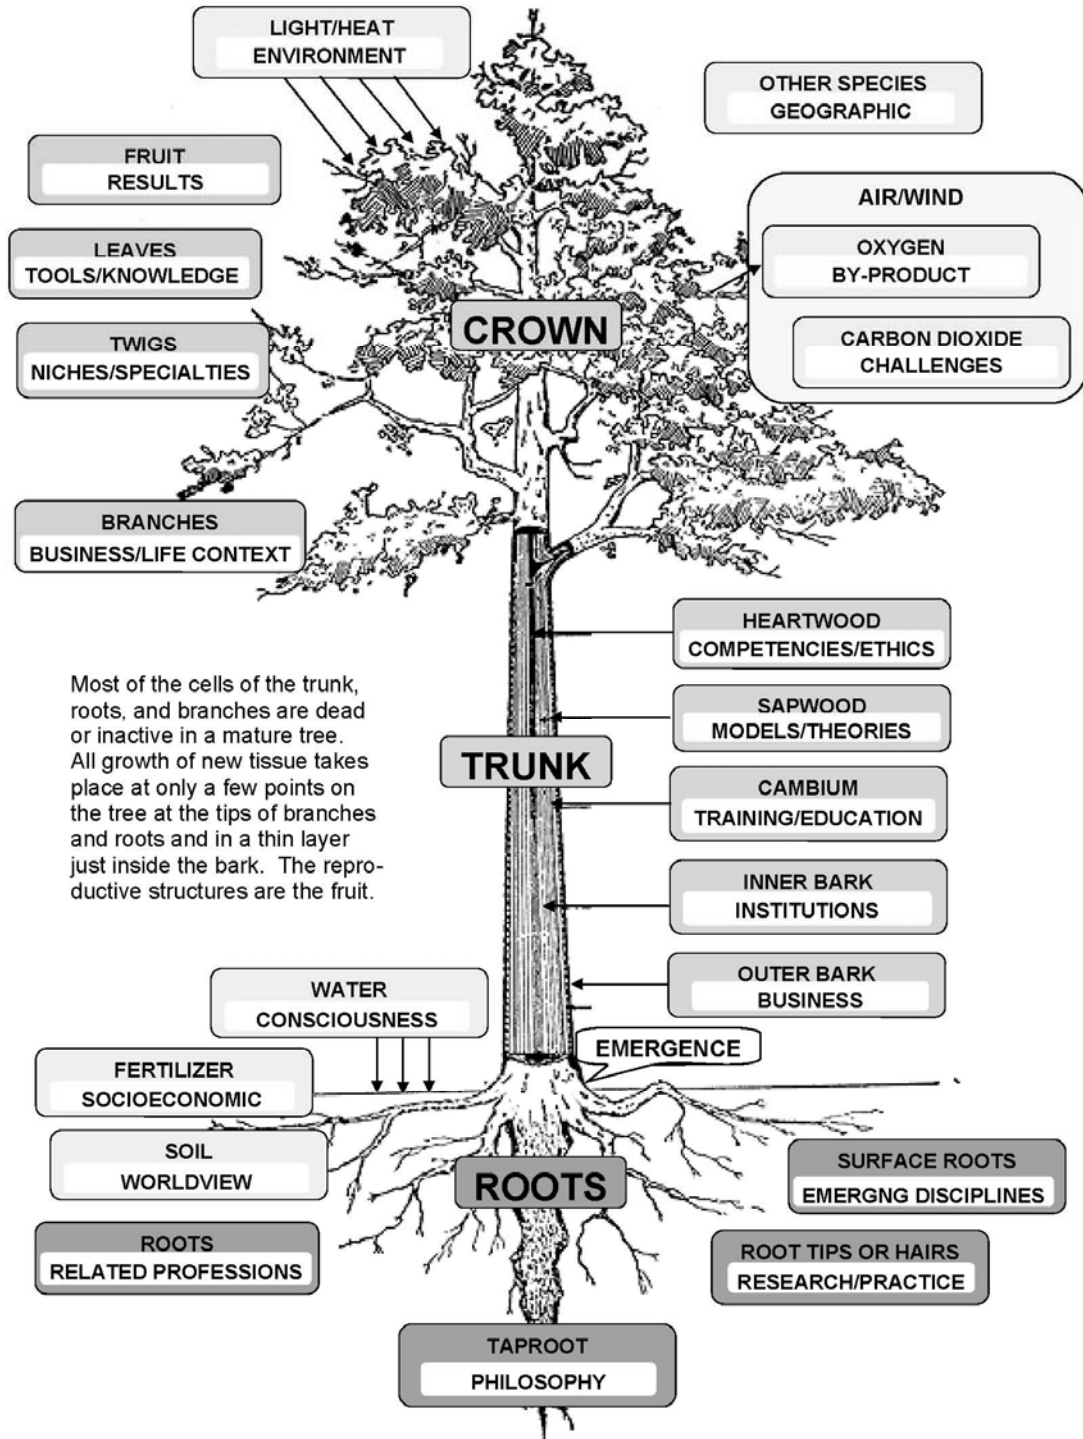 LIGHT/HEAT
ENVIRONMENT
OTHER SPECIES
GEOGRAPHIC
FRUIT
RESULTS
AIR/WIND
LEAVES
TOOLS/KNOWLEDGE
OXYGEN
BY-PRODUCT
CROWN
TWIGS
NICHES/SPECIALTIES
CARBON DIOXIDE
CHALLENGES
BRANCHES
BUSINESS/LIFE CONTEXT
HEARTWOOD
COMPETENCIES/ETHICS
Most of the cells of the trunk,
roots, and branches are dead
or inactive in a mature tree.
All growth of new tissue takes
place at only a few points on
the tree at the tips of branches
and roots and in a thin layer
just inside the bark.  The repro-
ductive structures are the fruit.
SAPWOOD
MODELS/THEORIES
TRUNK
CAMBIUM
TRAINING/EDUCATION
INNER BARK
INSTITUTIONS
OUTER BARK
BUSINESS
WATER
CONSCIOUSNESS
EMERGENCE
FERTILIZER
SOCIOECONOMIC
SOIL
WORLDVIEW
ROOTS
SURFACE ROOTS
EMERGNG DISCIPLINES
ROOTS
RELATED PROFESSIONS
ROOT TIPS OR HAIRS
RESEARCH/PRACTICE
TAPROOT
PHILOSOPHY